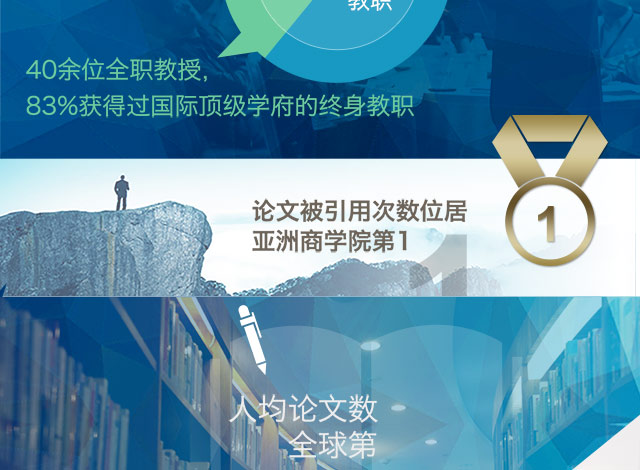 教职
40余位全职教授,
83%获得过国际顶级学府的终身教职
论文被引用次数位居
亚洲商学院第1
1
1
人均论文数
全球第